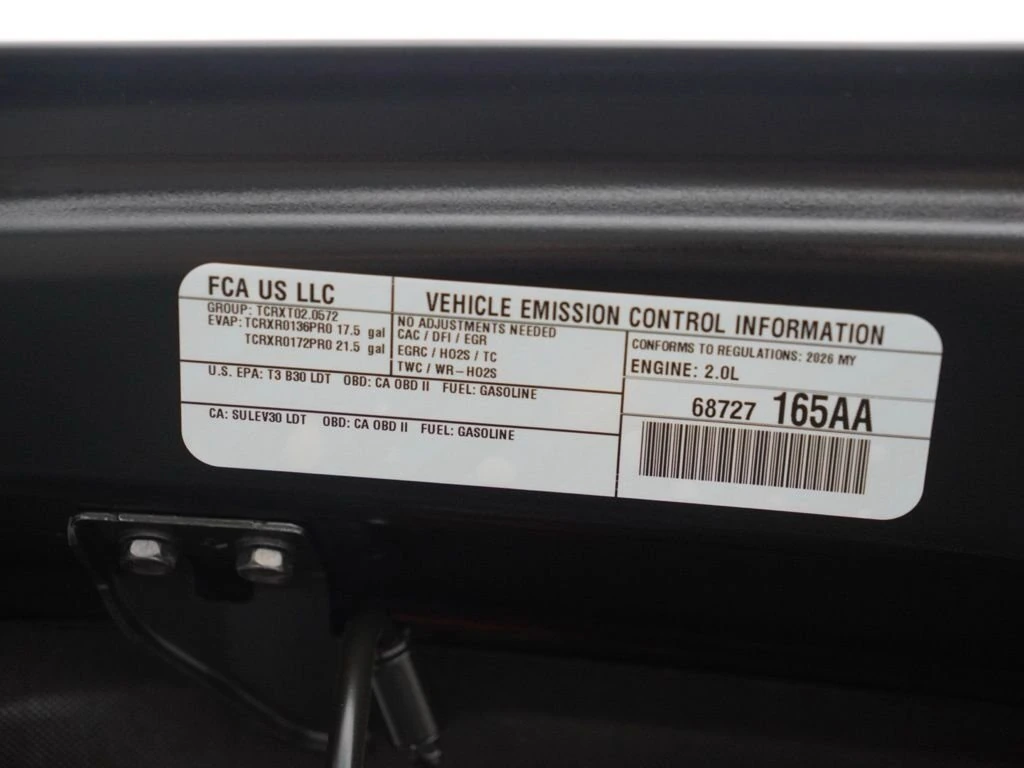 FCA US LLC
GROUP: TCRXT02.0572
EVAP: TCRXR0136PR0 17.5 gal
TCRXR0172PR0 21.5 gal
VEHICLE EMISSION CONTROL INFORMATION
NO ADJUSTMENTS NEEDED
CAC / DFI / EGR
EGRC / HO2S / TC
TWC / WR-HO2S
CONFORMS TO REGULATIONS: 2026 MY
ENGINE: 2.0L
U.S. EPA: T3 B30 LDT OBD: CA OBD II FUEL: GASOLINE
68727 165AA
CA: SULEV30 LDT OBD: CA OBD II FUEL: GASOLINE